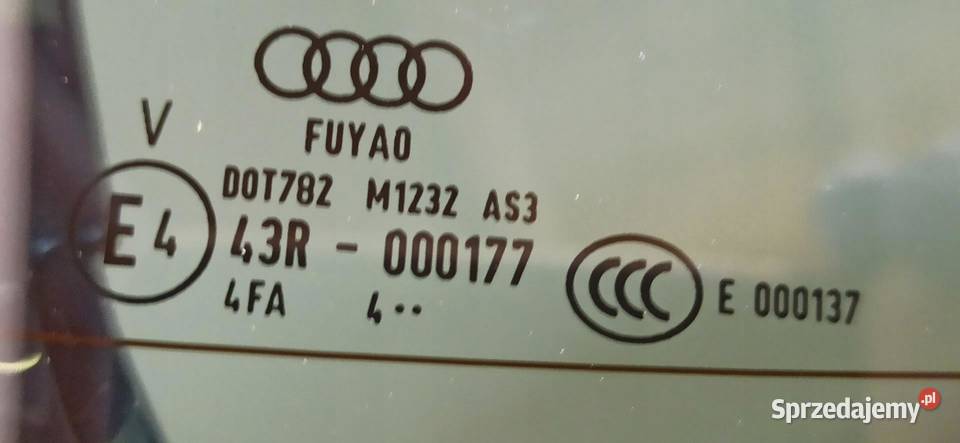 FUYAO
V
DOT782 M1232 AS3
E4 43R - 000177
4FA 4··
CCC E 000137
Sprzedajemy.pl